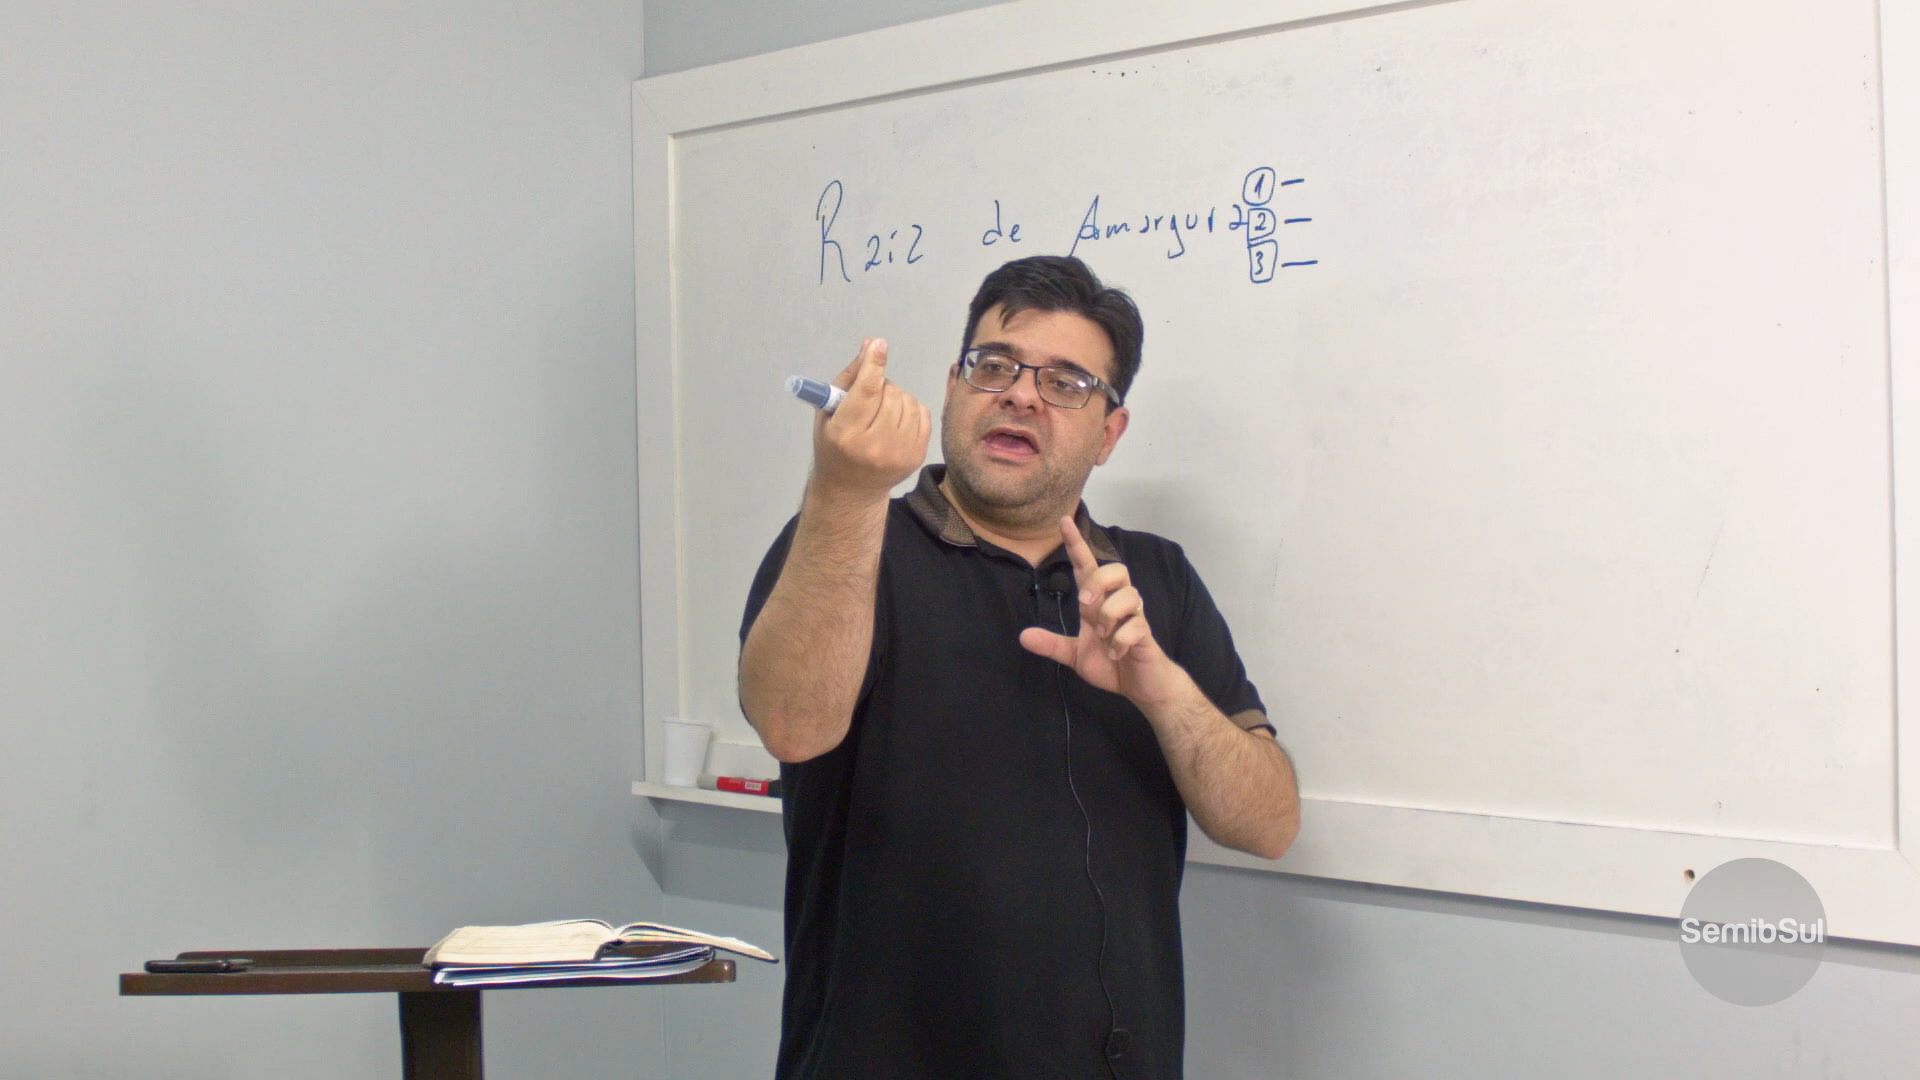 Raiz de Amargura
1 —
2 —
3 —
SemibSul